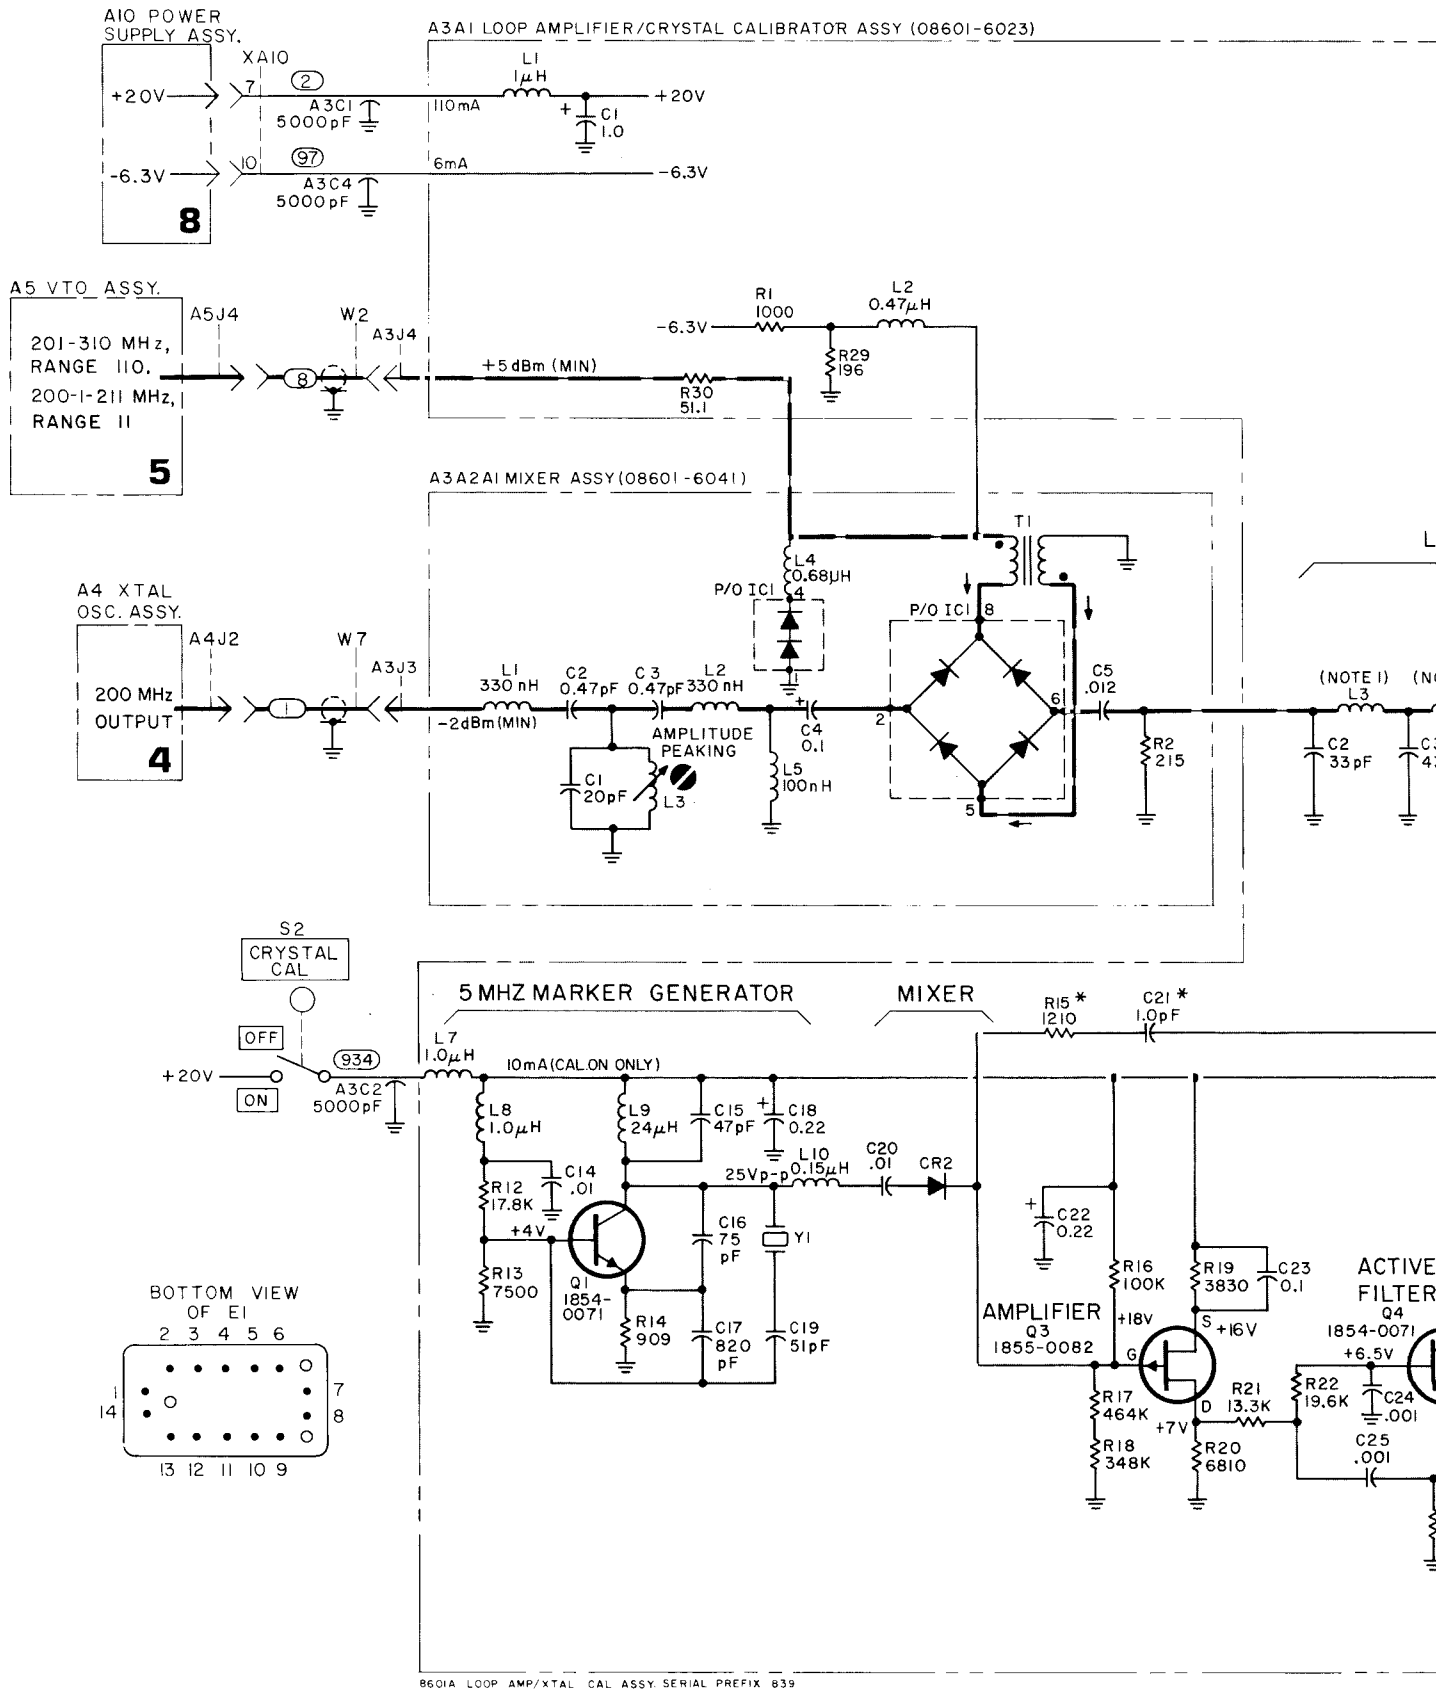 A10 POWER
SUPPLY ASSY.
A3A1 LOOP AMPLIFIER/CRYSTAL CALIBRATOR ASSY (08601-6023)
XA10
L1
1μH
+20V
7
2
A3C1
5000pF
110mA
+
C1
1.0
+20V
-6.3V
10
97
A3C4
5000pF
6mA
-6.3V
8
A5 VTO ASSY.
A5J4
W2
A3J4
201-310 MHz,
RANGE 110.
200-1-211 MHz,
RANGE 11
5
8
+5dBm (MIN)
R30
51.1
-6.3V
R1
1000
L2
0.47μH
R29
196
A3A2A1 MIXER ASSY (08601-6041)
T1
L4
0.68μH
P/O IC1
4
1
P/O IC1
8
L
A4 XTAL
OSC. ASSY.
A4J2
W7
A3J3
200 MHz
OUTPUT
4
1
-2dBm(MIN)
L1
330 nH
C2
0.47pF
C3
0.47pF
L2
330 nH
+
C4
0.1
2
6
5
C5
.012
R2
215
AMPLITUDE
PEAKING
C1
20pF
L3
L5
100nH
(NOTE 1)
L3
C2
33pF
S2
CRYSTAL
CAL
OFF
ON
+20V
934
A3C2
5000pF
5 MHZ MARKER GENERATOR
MIXER
R15*
1210
C21*
1.0pF
L7
1.0μH
10mA (CAL.ON ONLY)
L8
1.0μH
L9
24μH
C15
47pF
+
C18
0.22
R12
17.8K
C14
.01
25Vp-p
L10
0.15μH
C20
.01
CR2
+4V
R13
7500
Q1
1854-
0071
C16
75
pF
Y1
R14
909
C17
820
pF
C19
51pF
+
C22
0.22
R16
100K
R19
3830
C23
0.1
AMPLIFIER
Q3
1855-0082
+18V
G
S
+16V
D
+7V
R17
464K
R18
348K
R20
6810
R21
13.3K
R22
19.6K
ACTIVE
FILTER
Q4
1854-0071
+6.5V
C24
.001
C25
.001
BOTTOM VIEW
OF E1
2 3 4 5 6
1
14
7
8
13 12 11 10 9
8601A LOOP AMP/XTAL CAL ASSY. SERIAL PREFIX 839